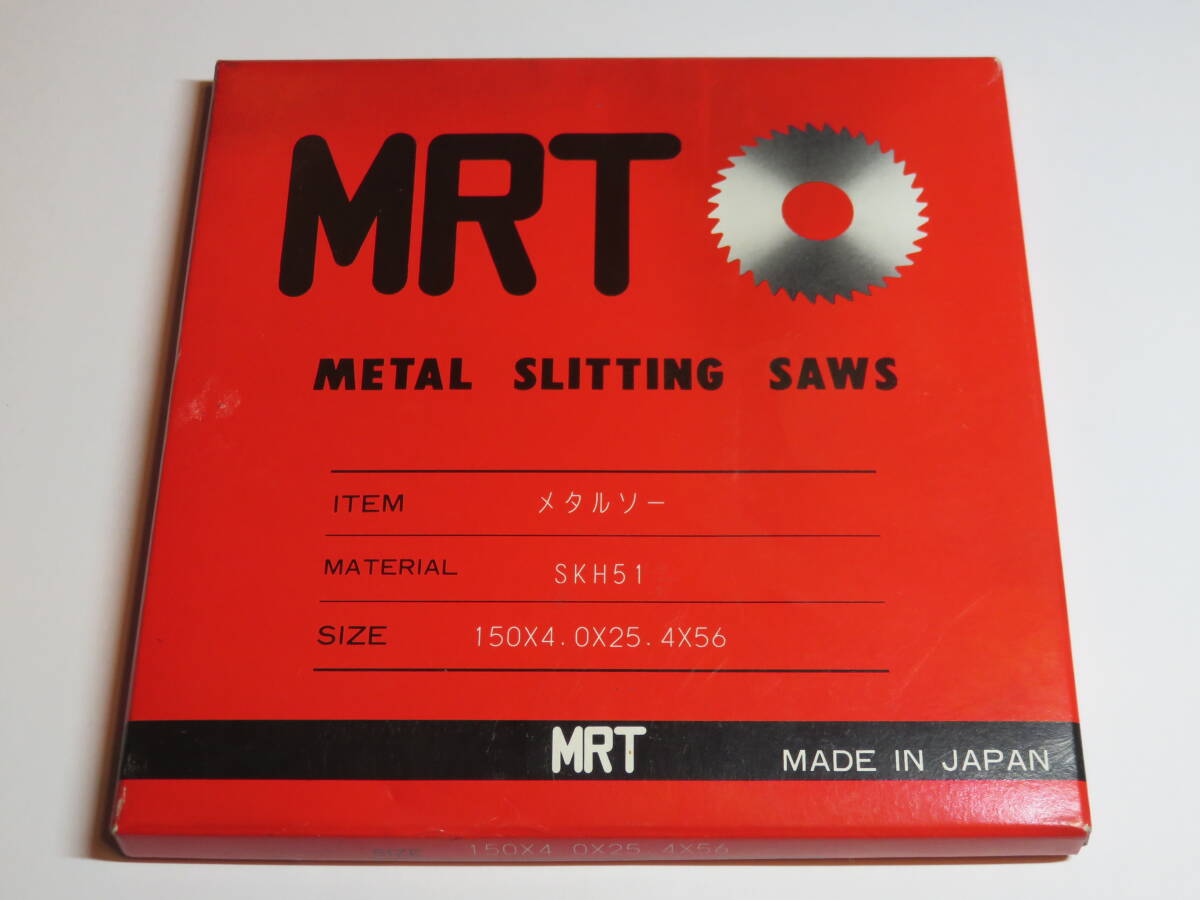 MRT
METAL SLITTING SAWS
ITEM メタルソー
MATERIAL SKH51
SIZE 150X4.0X25.4X56
MRT MADE IN JAPAN
SIZE 150X4.0X25.4X56